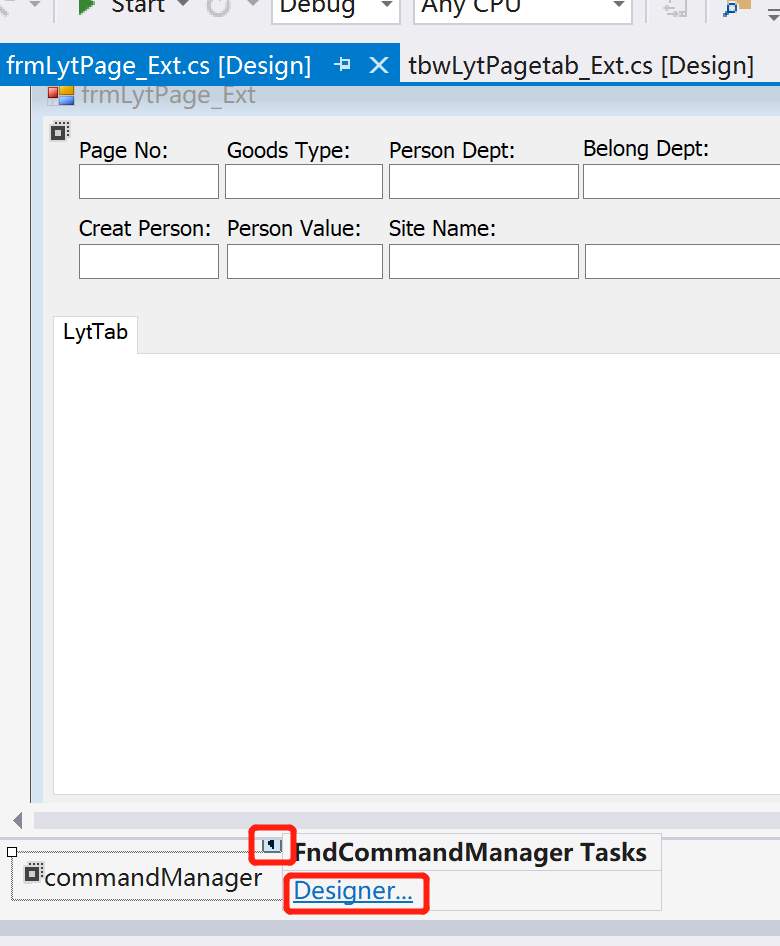 Start
Debug
Any CPU
frmLytPage_Ext.cs [Design]
tbwLytPagetab_Ext.cs [Design]
frmLytPage_Ext
Page No:
Goods Type:
Person Dept:
Belong Dept:
Creat Person:
Person Value:
Site Name:
LytTab
FndCommandManager Tasks
commandManager
Designer...